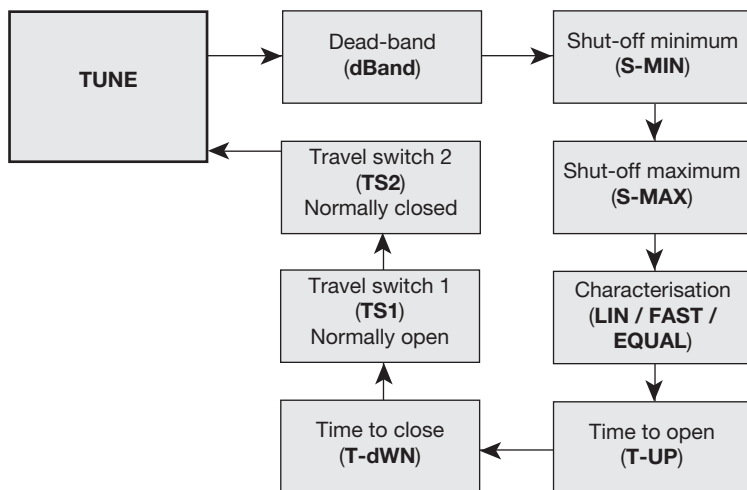 TUNE
Dead-band
(dBand)
Shut-off minimum
(S-MIN)
Shut-off maximum
(S-MAX)
Characterisation
(LIN / FAST /
EQUAL)
Time to open
(T-UP)
Time to close
(T-dWN)
Travel switch 1
(TS1)
Normally open
Travel switch 2
(TS2)
Normally closed